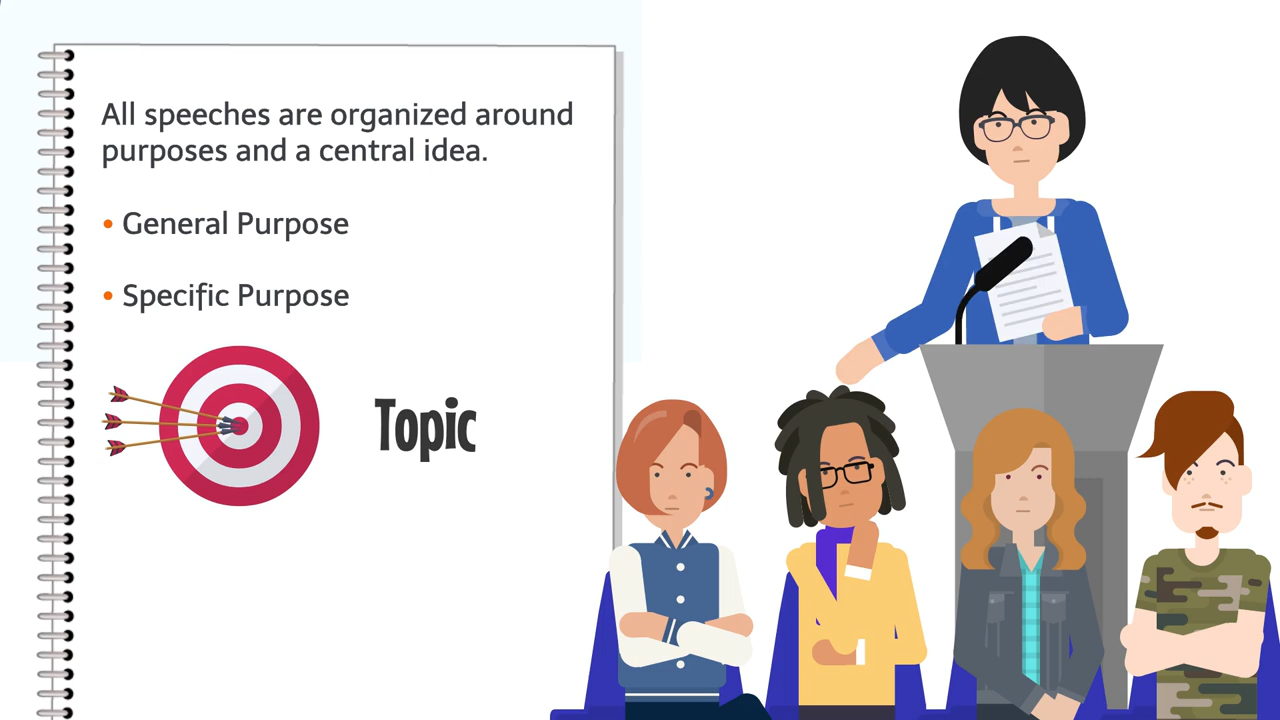 All speeches are organized around
purposes and a central idea.
• General Purpose
• Specific Purpose
Topic